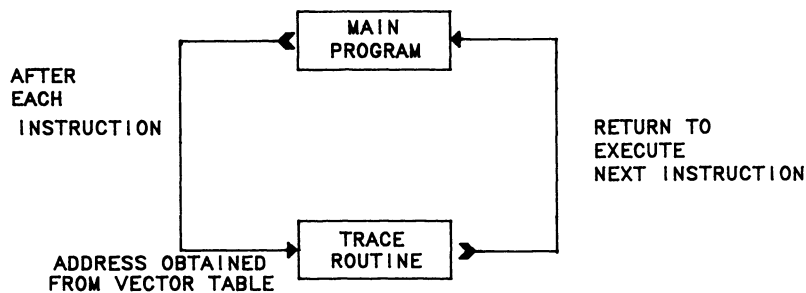 MAIN
PROGRAM
AFTER
EACH
INSTRUCTION
RETURN TO
EXECUTE
NEXT INSTRUCTION
TRACE
ROUTINE
ADDRESS OBTAINED
FROM VECTOR TABLE